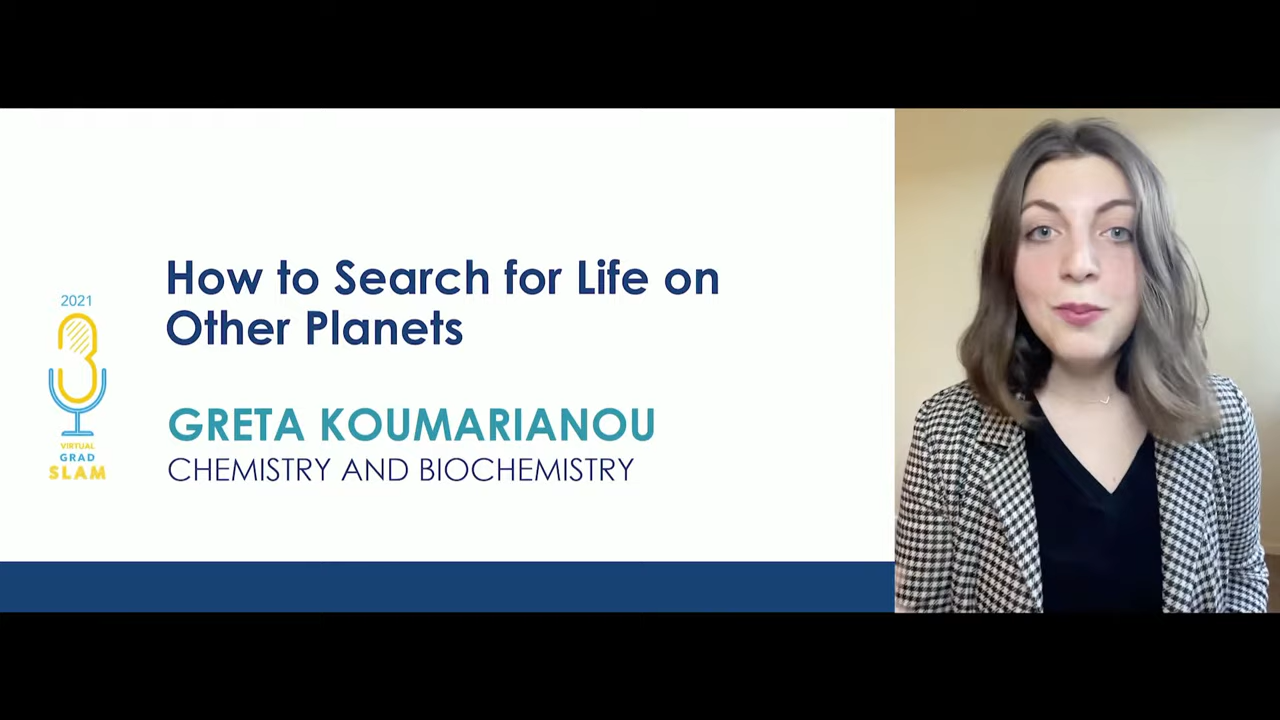 How to Search for Life on
Other Planets
2021
VIRTUAL
GRAD
SLAM
GRETA KOUMARIANOU
CHEMISTRY AND BIOCHEMISTRY